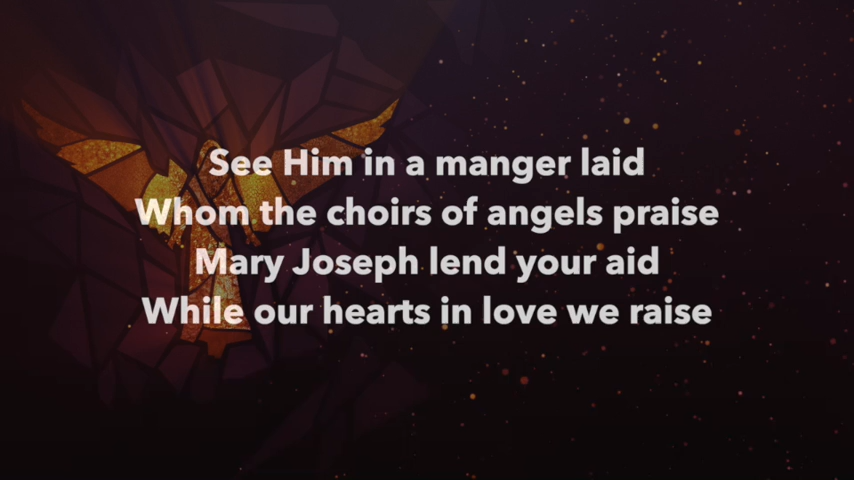 See Him in a manger laid
Whom the choirs of angels praise
Mary Joseph lend your aid
While our hearts in love we raise